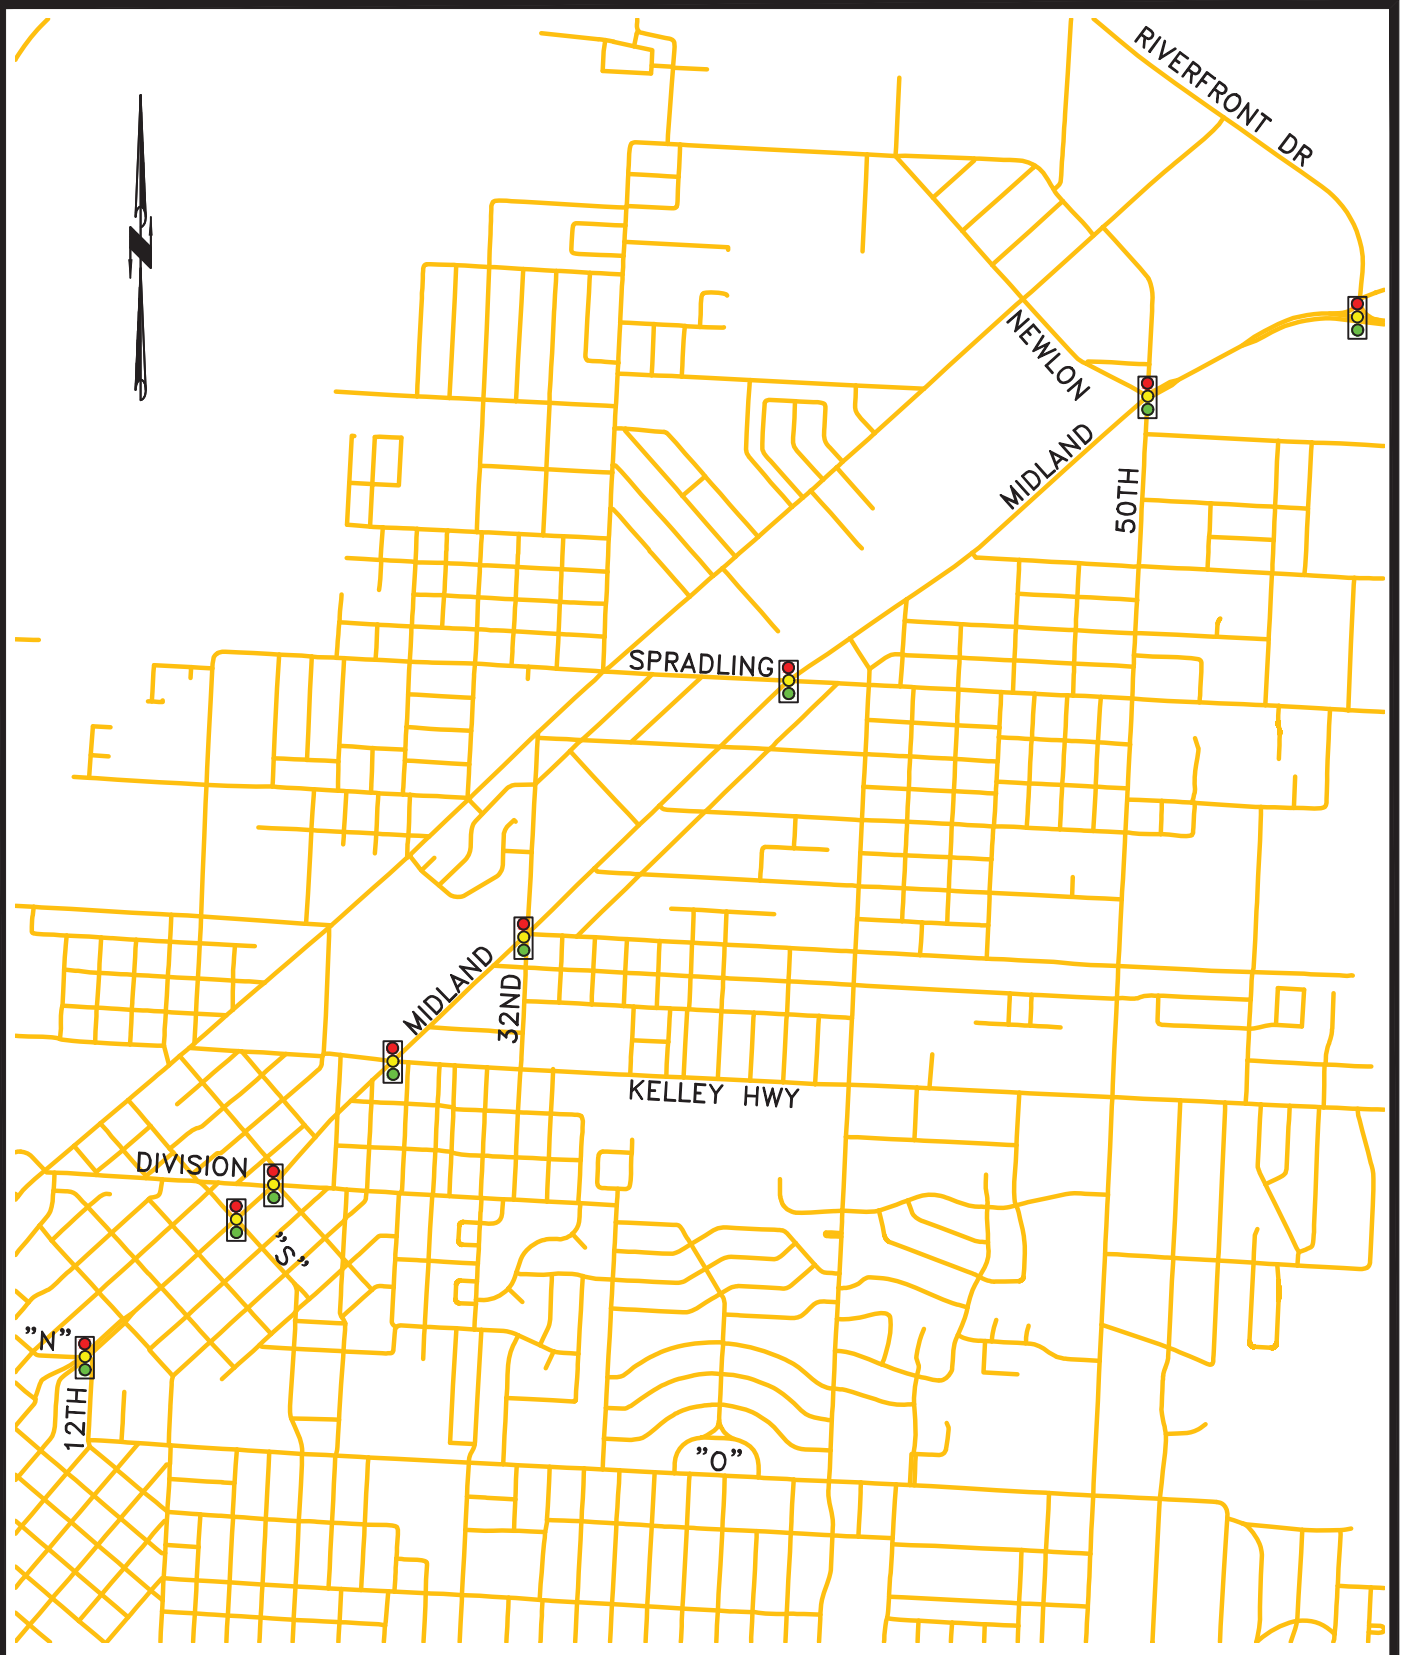 RIVERFRONT DR
NEWLON
MIDLAND
50TH
SPRADLING
MIDLAND
32ND
KELLEY HWY
DIVISION
"S"
"N"
12TH
"O"